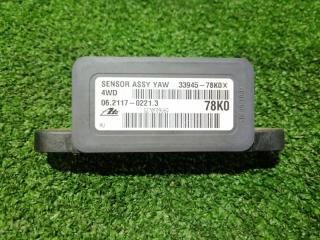 SENSOR ASSY YAW 33945-78K0X
4WD
06.2117-0221.3
78K0